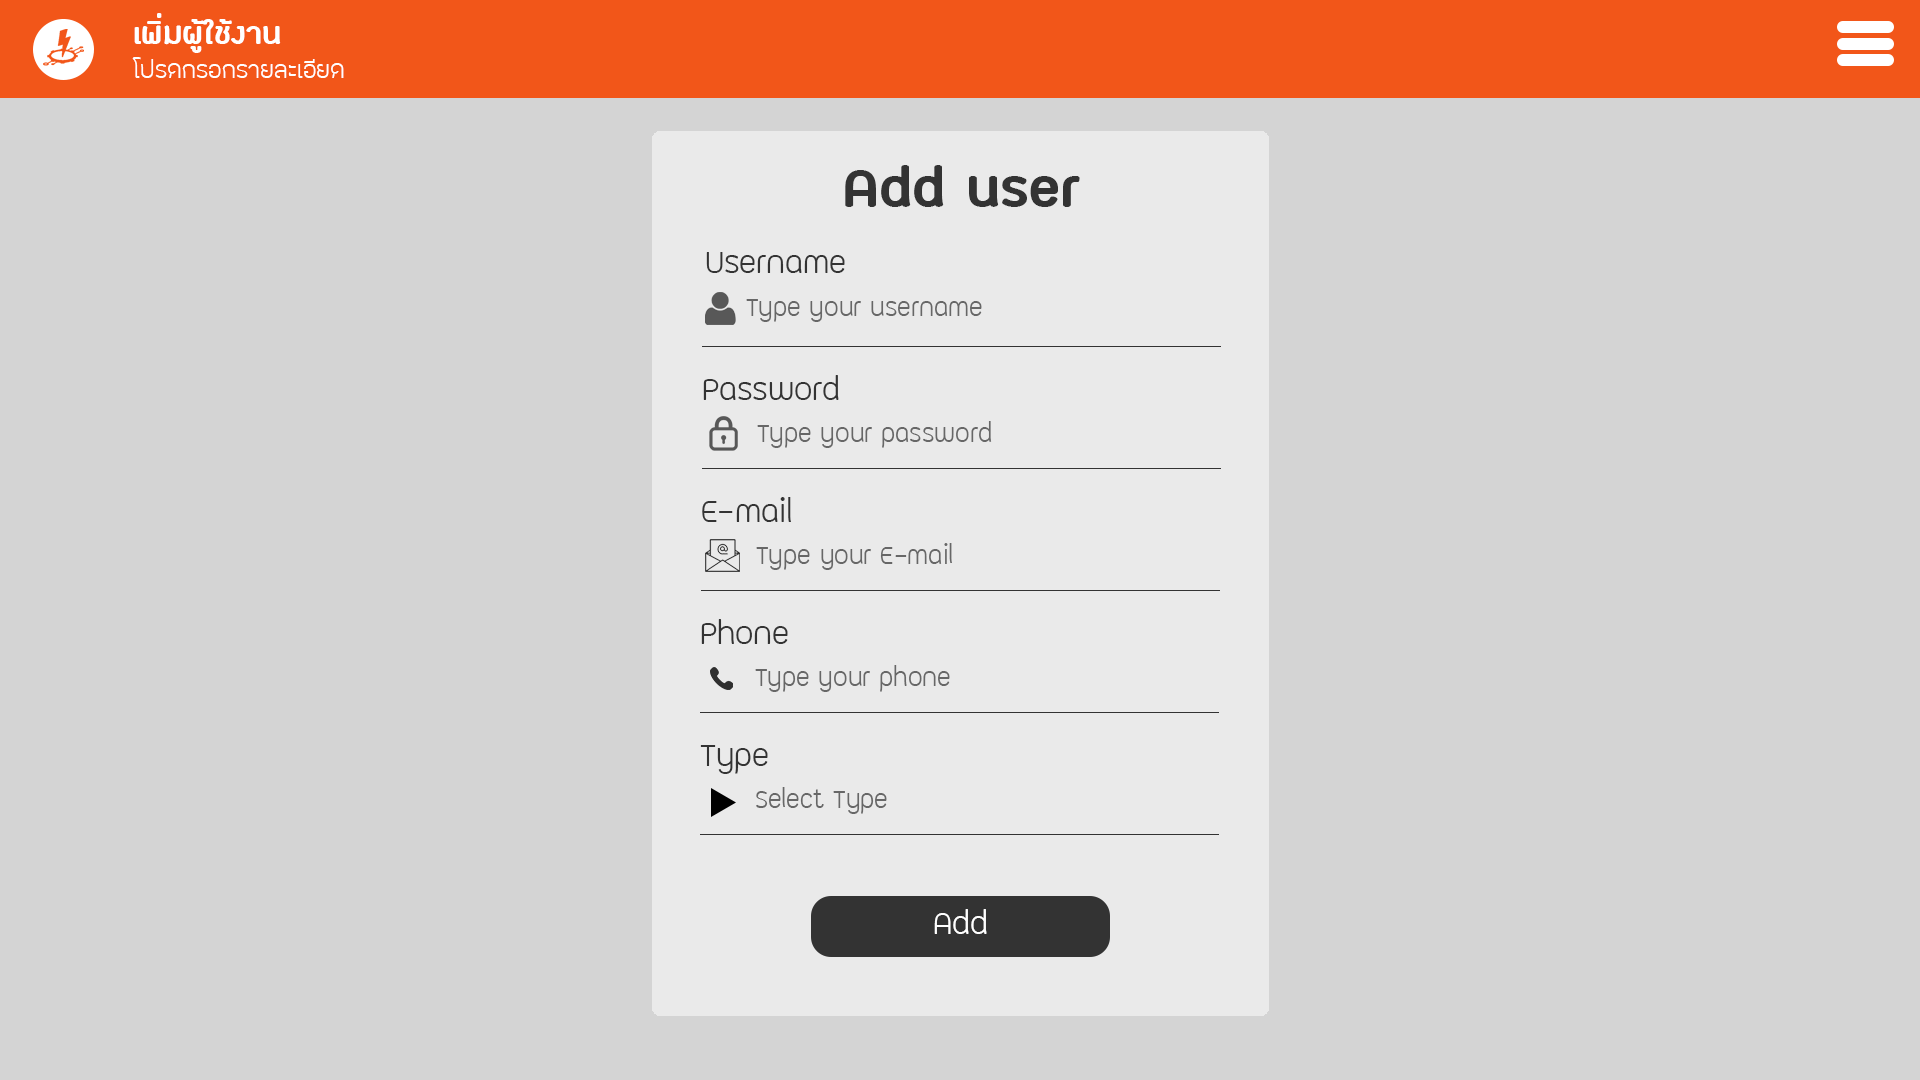 เพิ่มผู้ใช้งาน
โปรดกรอกรายละเอียด
Add user
Username
Type your username
Password
Type your password
E-mail
@
Type your E-mail
Phone
Type your phone
Type
Select Type
Add